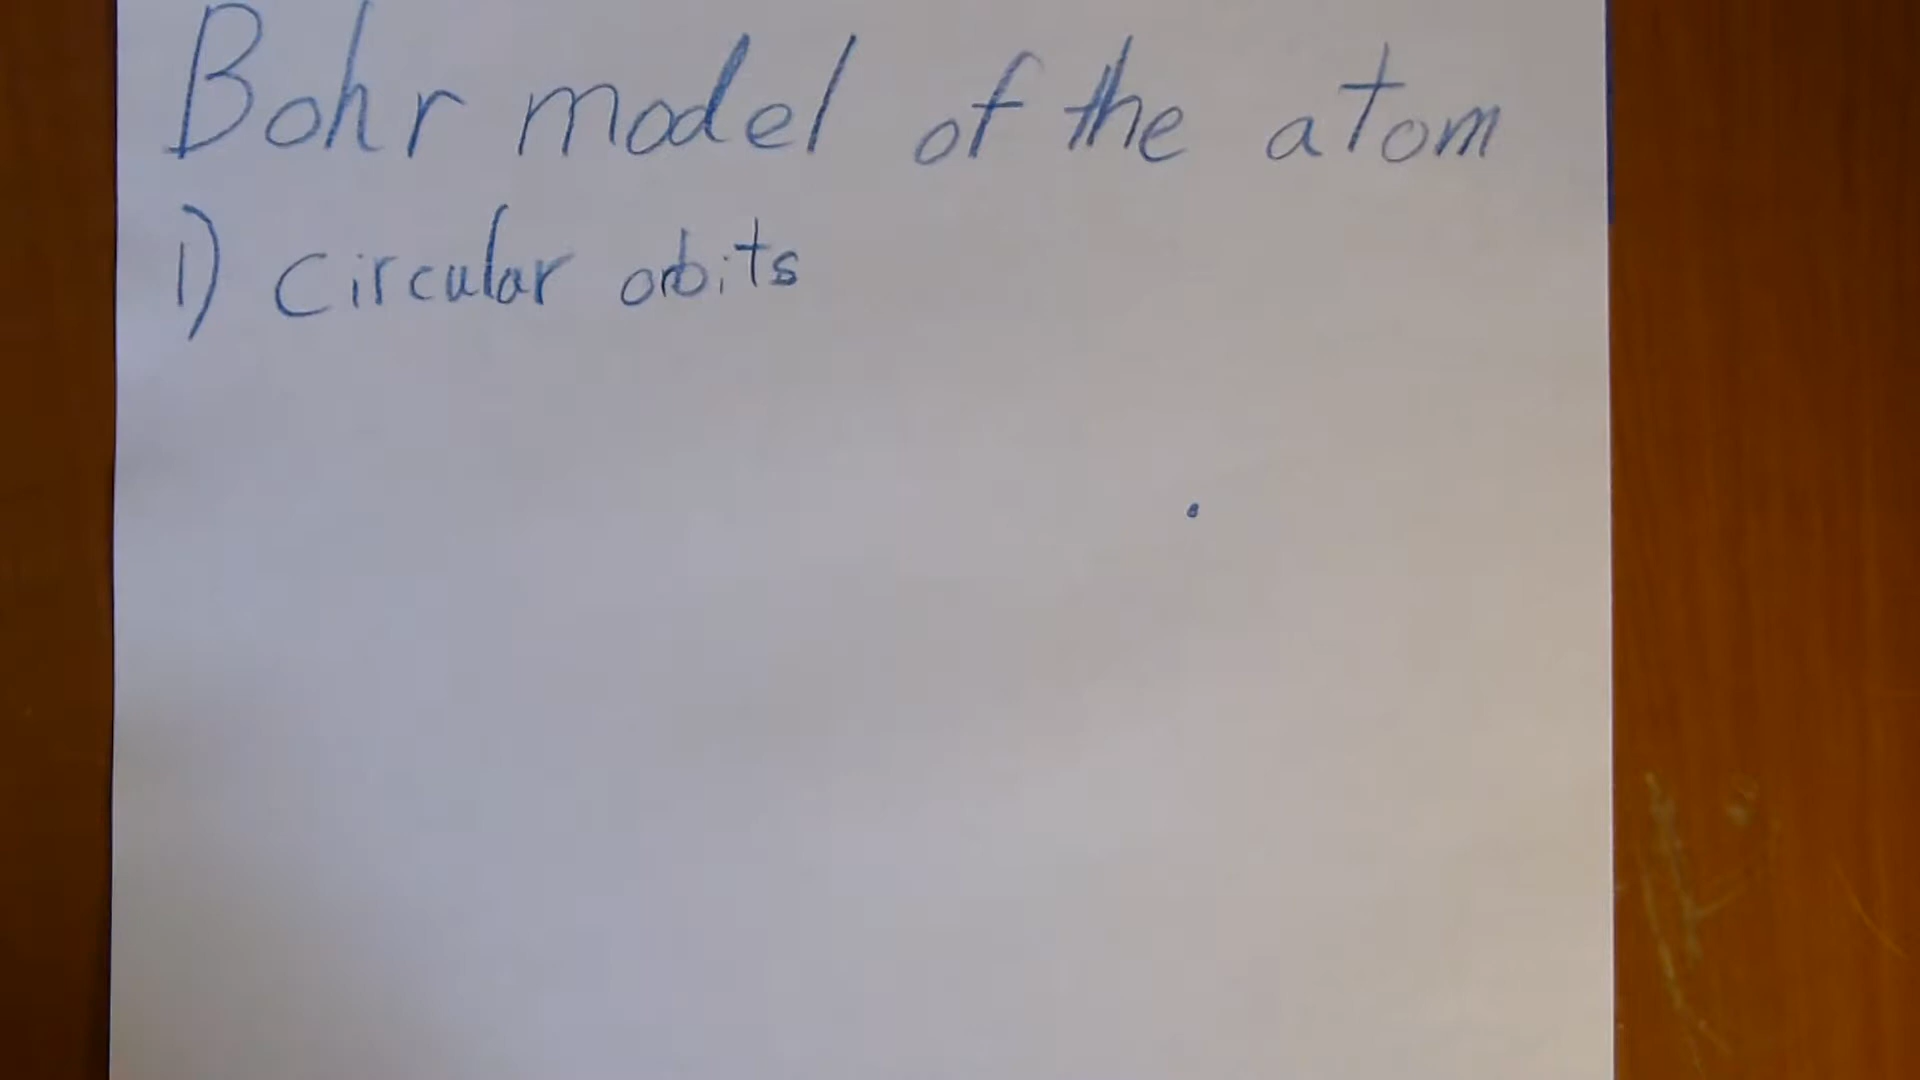 Bohr model of the atom
1) circular orbits